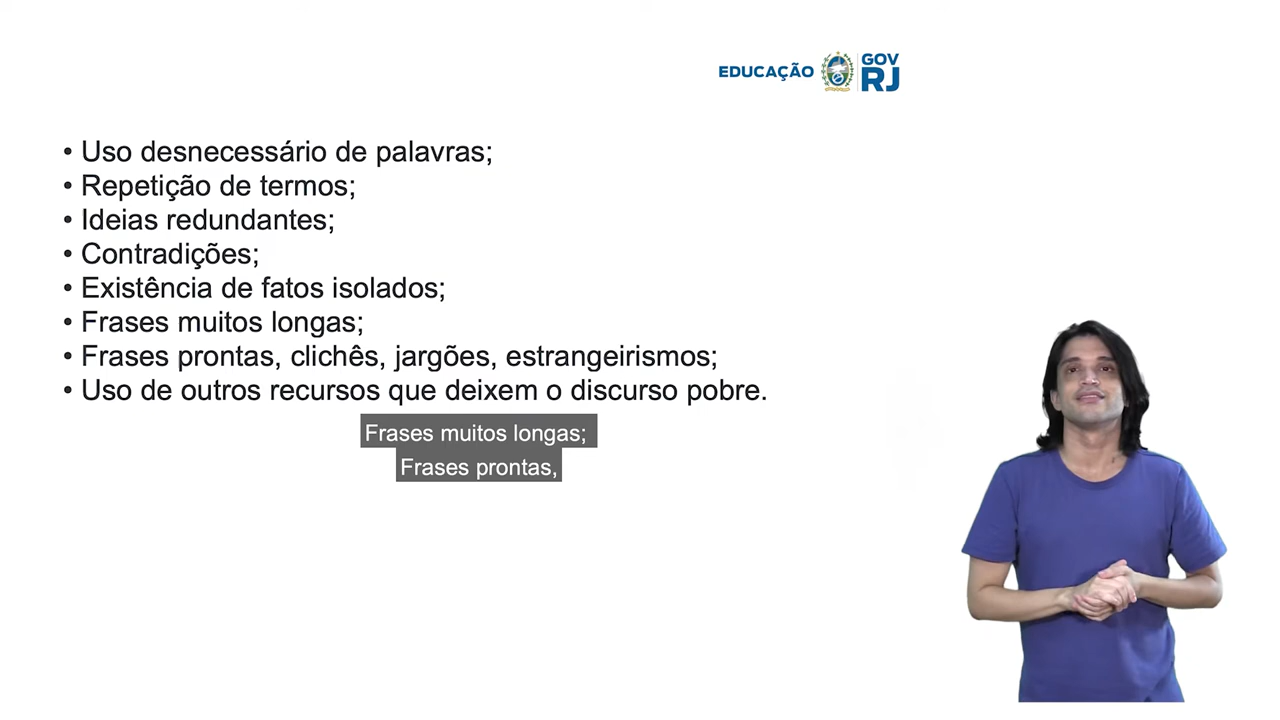 EDUCAÇÃO GOV RJ
• Uso desnecessário de palavras;
• Repetição de termos;
• Ideias redundantes;
• Contradições;
• Existência de fatos isolados;
• Frases muitos longas;
• Frases prontas, clichês, jargões, estrangeirismos;
• Uso de outros recursos que deixem o discurso pobre.
Frases muitos longas;
Frases prontas,